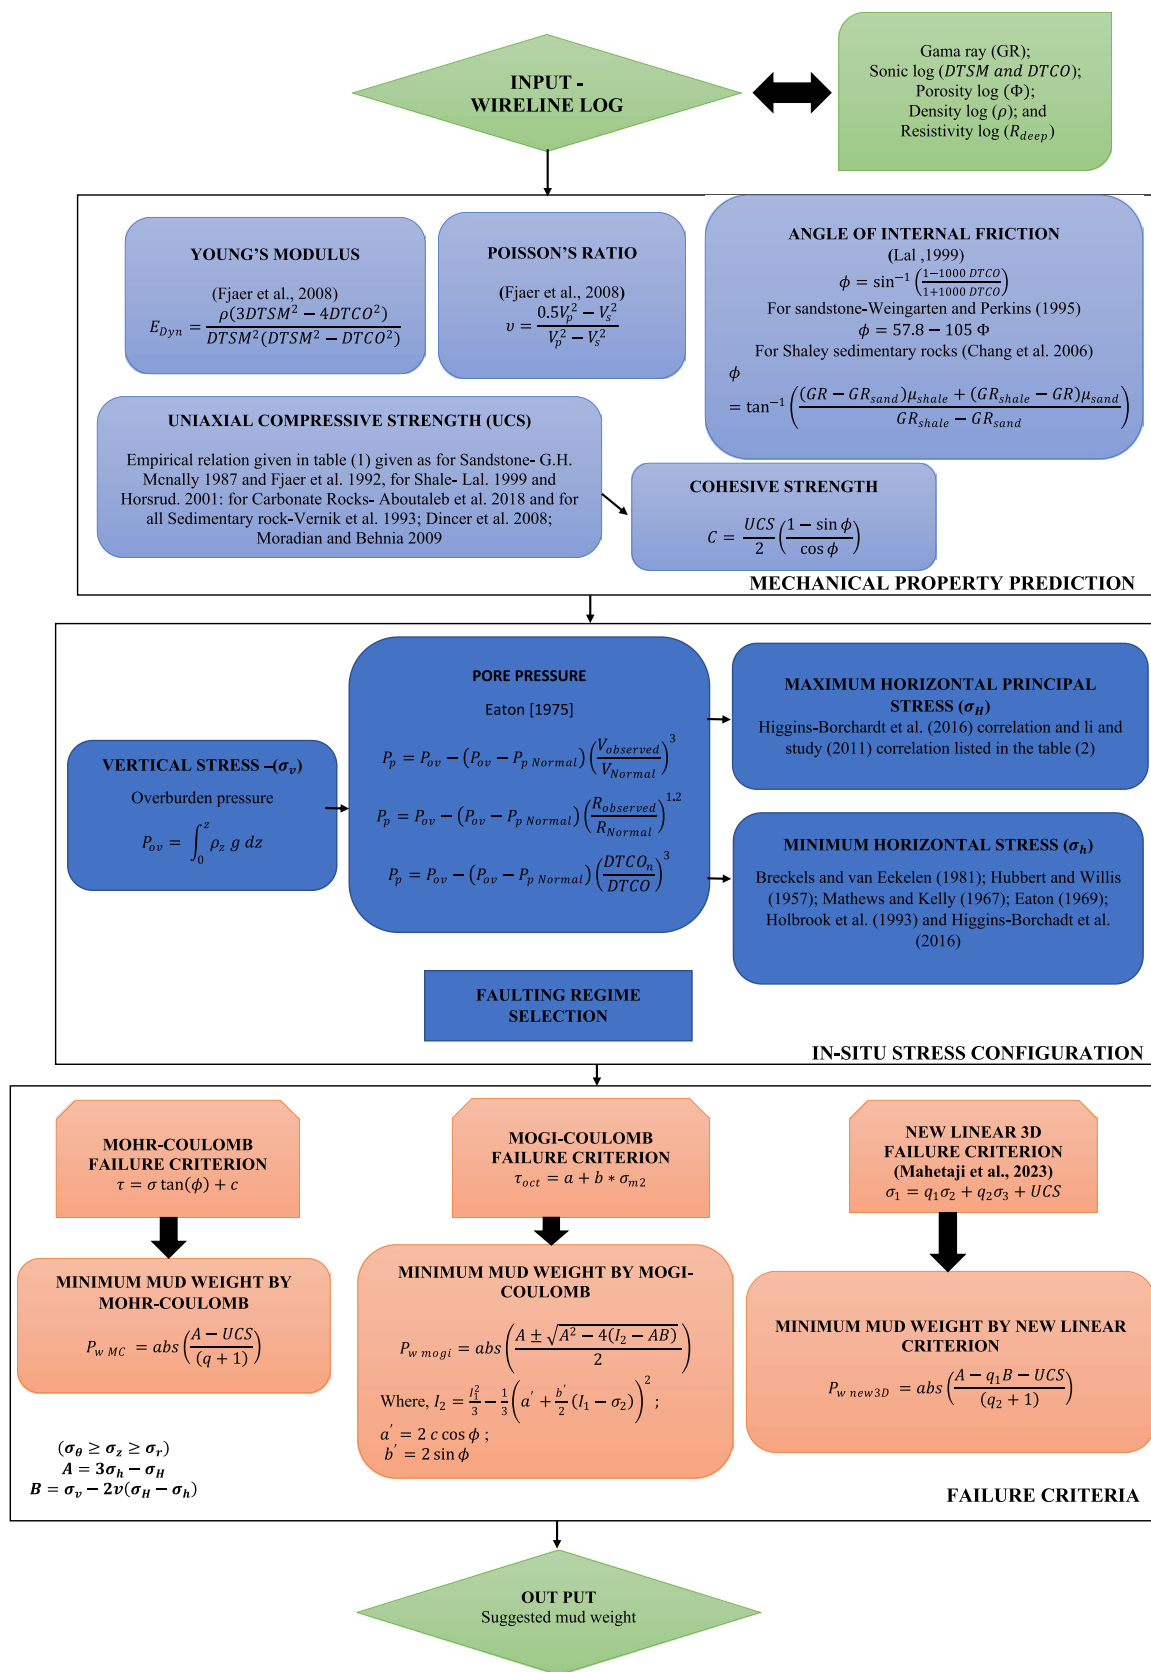 INPUT -
WIRELINE LOG
Gama ray (GR);
Sonic log (DTSM and DTCO);
Porosity log (Φ);
Density log (ρ); and
Resistivity log (R_deep)
YOUNG'S MODULUS
(Fjaer et al., 2008)
E_Dyn = ρ(3DTSM² − 4DTCO²) / DTSM²(DTSM² − DTCO²)
POISSON'S RATIO
(Fjaer et al., 2008)
υ = (0.5V_p² − V_s²) / (V_p² − V_s²)
ANGLE OF INTERNAL FRICTION
(Lal ,1999)
ϕ = sin⁻¹ ((1−1000 DTCO) / (1+1000 DTCO))
For sandstone-Weingarten and Perkins (1995)
ϕ = 57.8 − 105 Φ
For Shaley sedimentary rocks (Chang et al. 2006)
ϕ
= tan⁻¹ (((GR − GR_sand)μ_shale + (GR_shale − GR)μ_sand) / (GR_shale − GR_sand))
UNIAXIAL COMPRESSIVE STRENGTH (UCS)
Empirical relation given in table (1) given as for Sandstone- G.H.
Mcnally 1987 and Fjaer et al. 1992, for Shale- Lal. 1999 and
Horsrud. 2001: for Carbonate Rocks- Aboutaleb et al. 2018 and for
all Sedimentary rock-Vernik et al. 1993; Dincer et al. 2008;
Moradian and Behnia 2009
COHESIVE STRENGTH
C = UCS/2 ((1 − sin ϕ) / cos ϕ)
MECHANICAL PROPERTY PREDICTION
VERTICAL STRESS –(σ_v)
Overburden pressure
P_ov = ∫₀^z ρ_z g dz
PORE PRESSURE
Eaton [1975]
P_p = P_ov − (P_ov − P_p Normal) (V_observed / V_Normal)³
P_p = P_ov − (P_ov − P_p Normal) (R_observed / R_Normal)^1.2
P_p = P_ov − (P_ov − P_p Normal) (DTCO_n / DTCO)³
MAXIMUM HORIZONTAL PRINCIPAL
STRESS (σ_H)
Higgins-Borchardt et al. (2016) correlation and li and
study (2011) correlation listed in the table (2)
MINIMUM HORIZONTAL STRESS (σ_h)
Breckels and van Eekelen (1981); Hubbert and Willis
(1957); Mathews and Kelly (1967); Eaton (1969);
Holbrook et al. (1993) and Higgins-Borchadt et al.
(2016)
FAULTING REGIME
SELECTION
IN-SITU STRESS CONFIGURATION
MOHR-COULOMB
FAILURE CRITERION
τ = σ tan(ϕ) + c
MOGI-COULOMB
FAILURE CRITERION
τ_oct = a + b * σ_m2
NEW LINEAR 3D
FAILURE CRITERION
(Mahetaji et al., 2023)
σ₁ = q₁σ₂ + q₂σ₃ + UCS
MINIMUM MUD WEIGHT BY
MOHR-COULOMB
P_w MC = abs ((A − UCS) / (q + 1))
MINIMUM MUD WEIGHT BY MOGI-
COULOMB
P_w mogi = abs ((A ± √(A² − 4(I₂ − AB))) / 2)
Where, I₂ = I₁²/3 − 1/3 (a′ + b′/2 (I₁ − σ₂))² ;
a′ = 2 c cos ϕ ;
b′ = 2 sin ϕ
MINIMUM MUD WEIGHT BY NEW LINEAR
CRITERION
P_w new3D = abs ((A − q₁B − UCS) / (q₂ + 1))
(σ_θ ≥ σ_z ≥ σ_r)
A = 3σ_h − σ_H
B = σ_v − 2v(σ_H − σ_h)
FAILURE CRITERIA
OUT PUT
Suggested mud weight